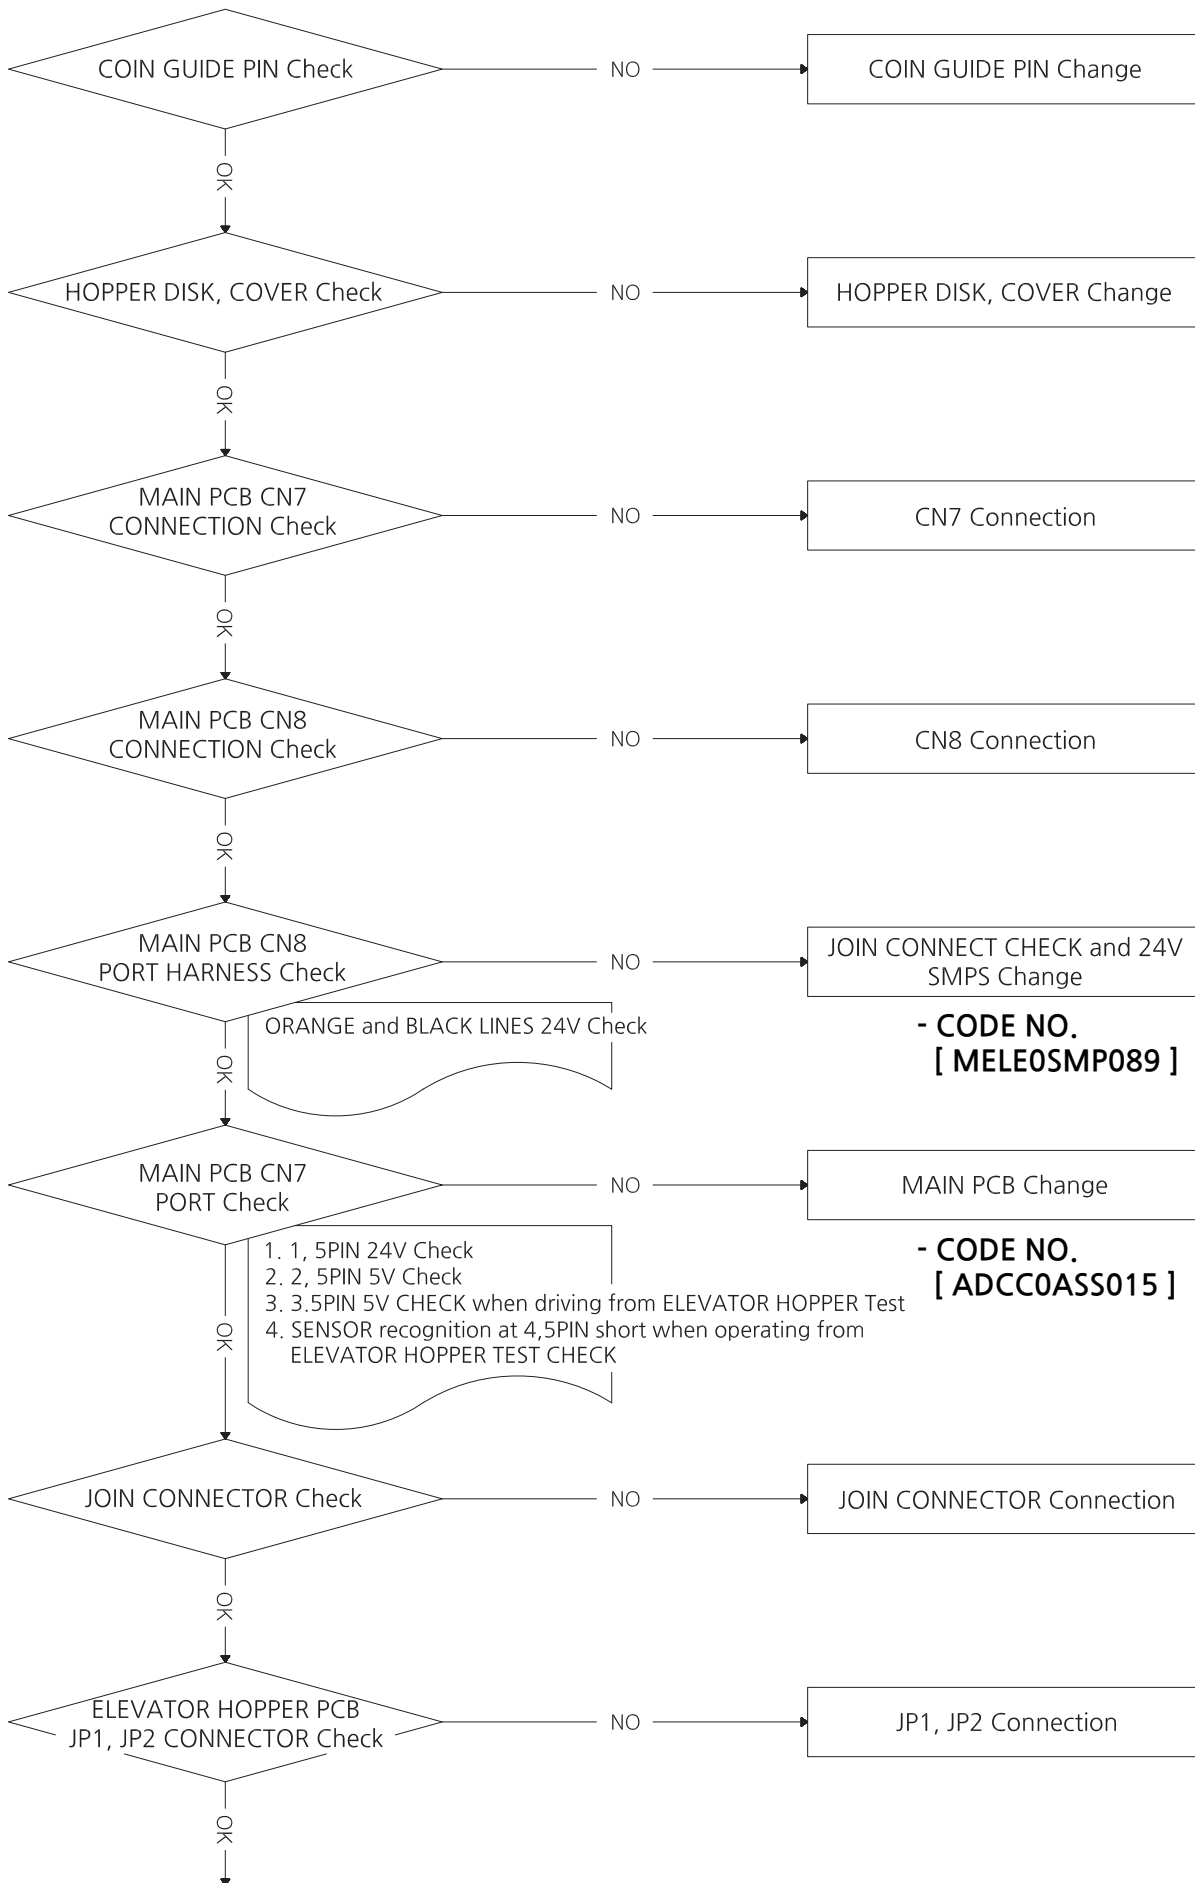 COIN GUIDE PIN Check
NO
COIN GUIDE PIN Change
OK
HOPPER DISK, COVER Check
NO
HOPPER DISK, COVER Change
OK
MAIN PCB CN7
CONNECTION Check
NO
CN7 Connection
OK
MAIN PCB CN8
CONNECTION Check
NO
CN8 Connection
OK
MAIN PCB CN8
PORT HARNESS Check
NO
JOIN CONNECT CHECK and 24V
SMPS Change
- CODE NO.
[ MELE0SMP089 ]
ORANGE and BLACK LINES 24V Check
OK
MAIN PCB CN7
PORT Check
NO
MAIN PCB Change
- CODE NO.
[ ADCC0ASS015 ]
1. 1, 5PIN 24V Check
2. 2, 5PIN 5V Check
3. 3.5PIN 5V CHECK when driving from ELEVATOR HOPPER Test
4. SENSOR recognition at 4,5PIN short when operating from
ELEVATOR HOPPER TEST CHECK
OK
JOIN CONNECTOR Check
NO
JOIN CONNECTOR Connection
OK
ELEVATOR HOPPER PCB
JP1, JP2 CONNECTOR Check
NO
JP1, JP2 Connection
OK